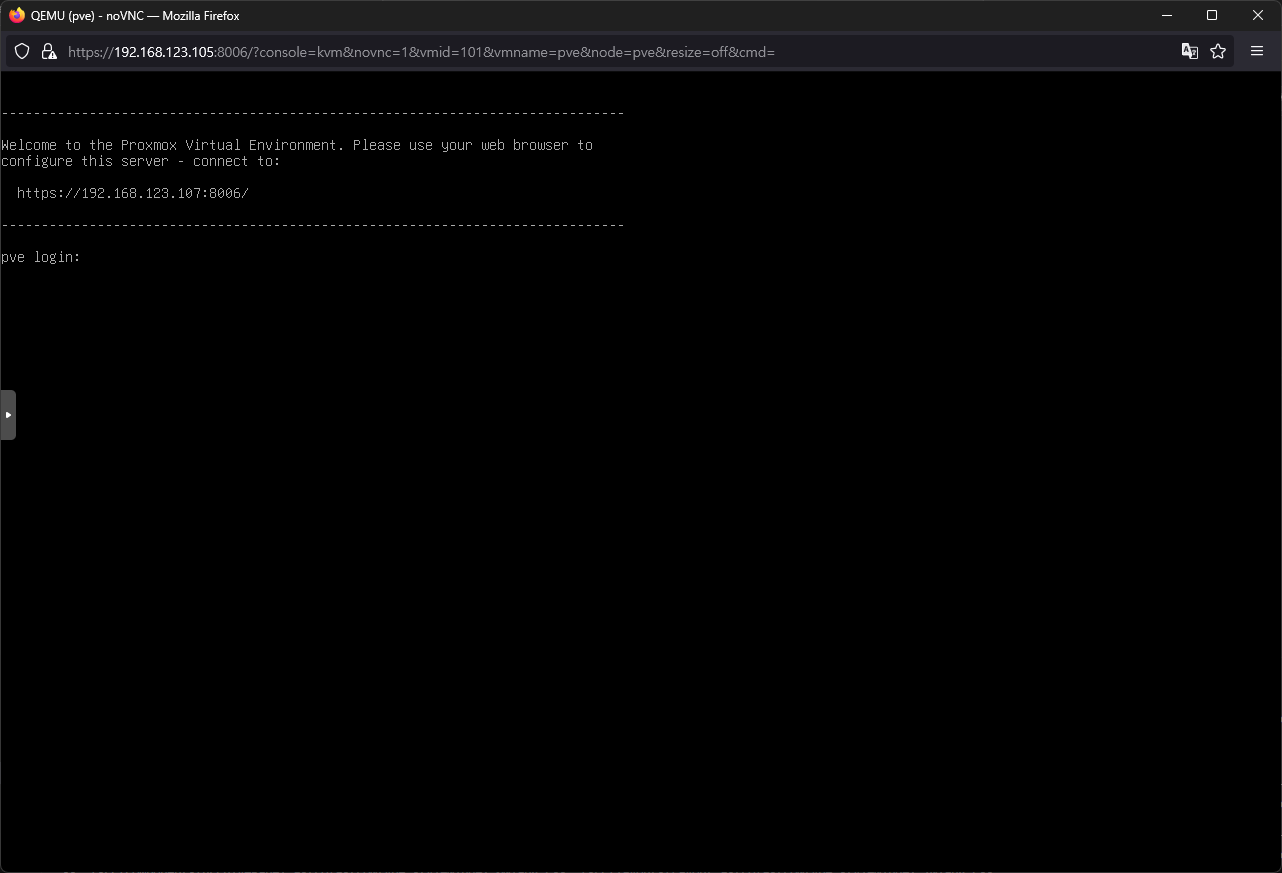 QEMU (pve) - noVNC — Mozilla Firefox
https://192.168.123.105:8006/?console=kvm&novnc=1&vmid=101&vmname=pve&node=pve&resize=off&cmd=
------------------------------------------------------------------------------
Welcome to the Proxmox Virtual Environment. Please use your web browser to
configure this server - connect to:
https://192.168.123.107:8006/
------------------------------------------------------------------------------
pve login: